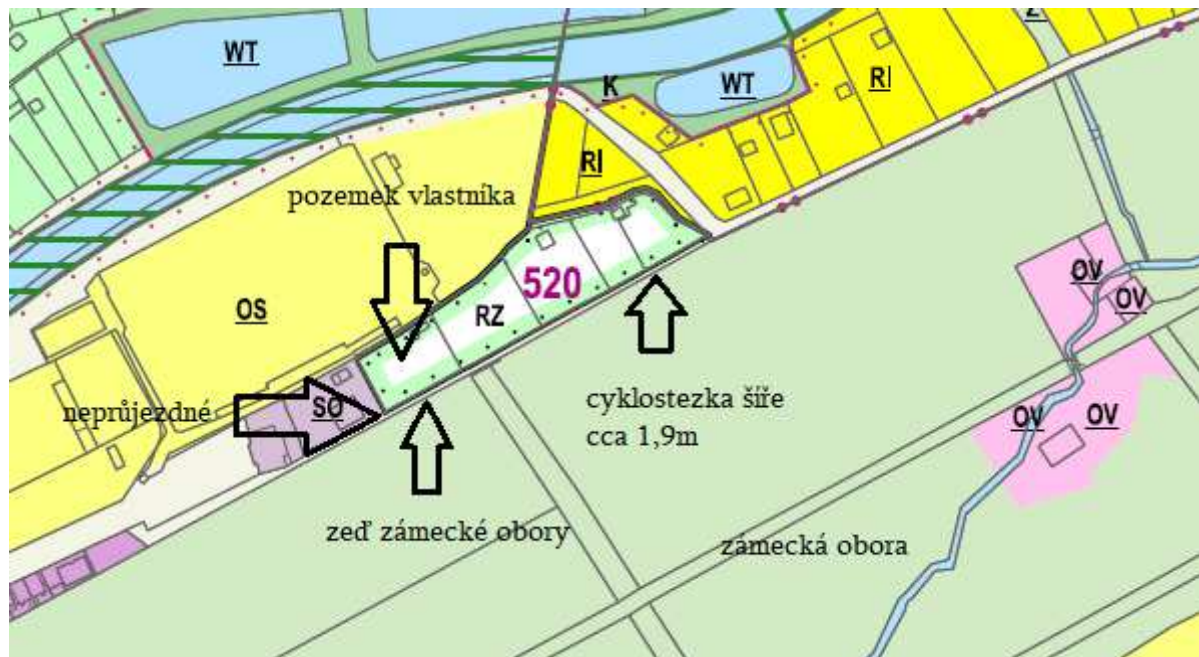 Z
WT
K
WT
RI
RI
pozemek vlastníka
520
OS
RZ
OV
OV
neprůjezdné
SO
cyklostezka šíře
cca 1,9m
OV
OV
zeď zámecké obory
zámecká obora